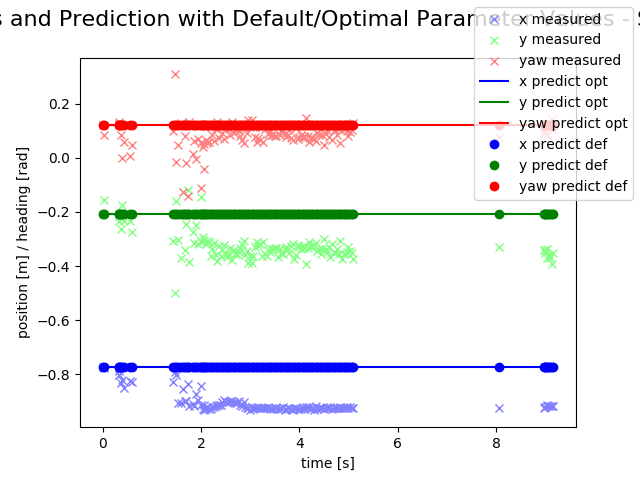 s and Prediction with Default/Optimal Parameter Values - S
x measured
y measured
yaw measured
x predict opt
y predict opt
yaw predict opt
x predict def
y predict def
yaw predict def
0.2
0.0
−0.2
−0.4
−0.6
−0.8
position [m] / heading [rad]
0
2
4
6
8
time [s]